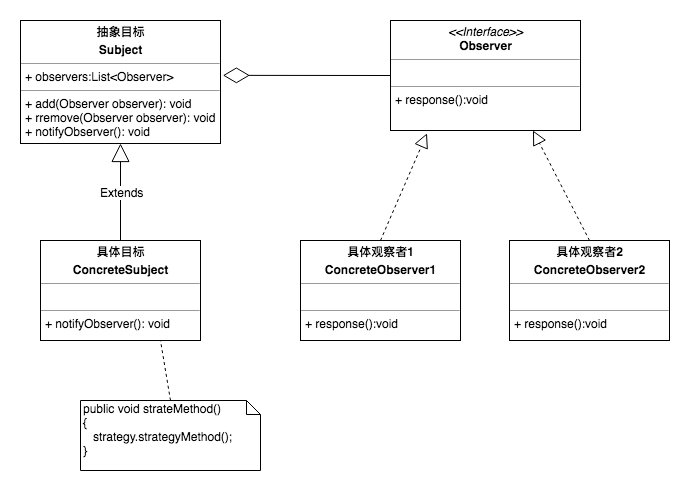 抽象目标
Subject
+ observers:List<Observer>
+ add(Observer observer): void
+ rremove(Observer observer): void
+ notifyObserver(): void
<<Interface>>
Observer
+ response():void
Extends
具体目标
ConcreteSubject
+ notifyObserver(): void
具体观察者1
ConcreteObserver1
+ response():void
具体观察者2
ConcreteObserver2
+ response():void
public void strateMethod()
{
strategy.strategyMethod();
}